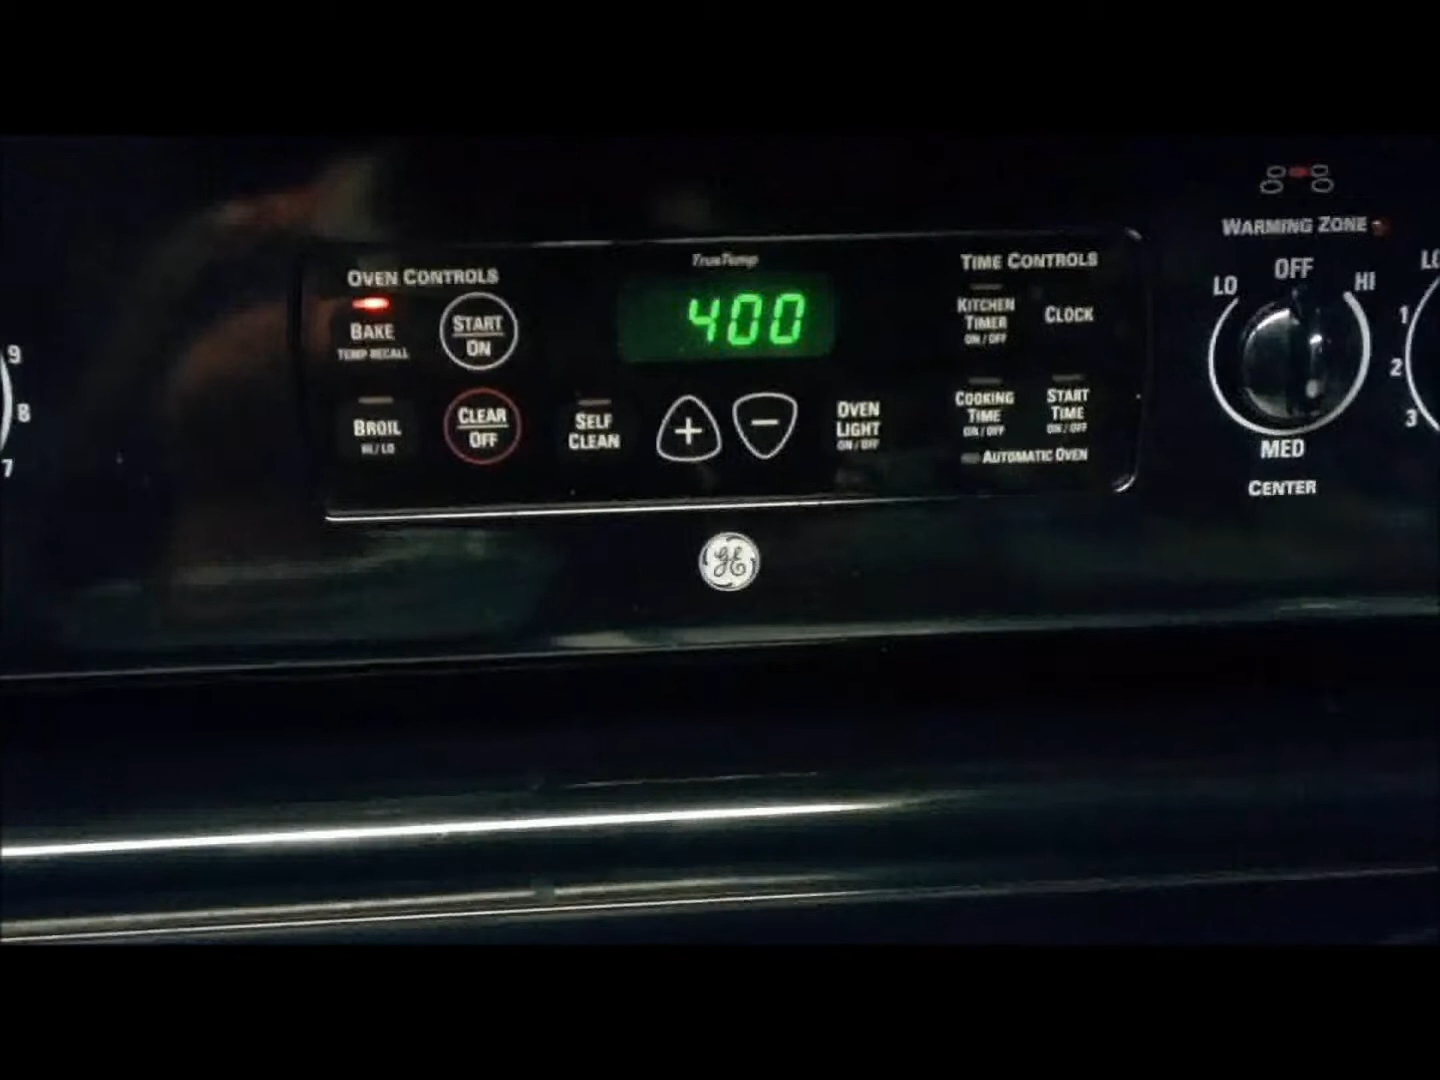 OVEN CONTROLS
BAKE
TEMP RECALL
START
ON
BROIL
HI / LO
CLEAR
OFF
SELF
CLEAN
TrueTemp
400
+
−
OVEN
LIGHT
ON / OFF
TIME CONTROLS
KITCHEN
TIMER
ON / OFF
CLOCK
COOKING
TIME
ON / OFF
START
TIME
ON / OFF
AUTOMATIC OVEN
GE
WARMING ZONE
OFF
LO
HI
MED
CENTER
9
8
7
LO
1
2
3